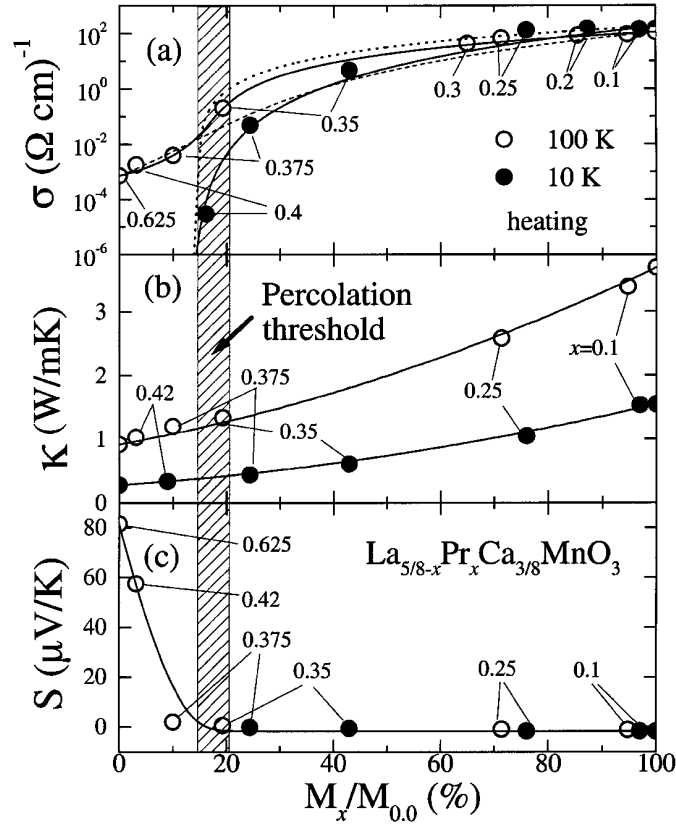 (a)
σ (Ω cm)⁻¹
10²
10⁰
10⁻²
10⁻⁴
10⁻⁶
0.3
0.25
0.2
0.1
0.35
0.375
0.4
0.625
100 K
10 K
heating
(b)
κ (W/mK)
3
2
1
0
Percolation
threshold
x=0.1
0.42
0.375
0.25
0.35
(c)
S (μV/K)
80
60
40
20
0
La₅/₈₋ₓPrₓCa₃/₈MnO₃
0.625
0.42
0.375
0.35
0.25
0.1
0 20 40 60 80 100
Mₓ/M₀.₀ (%)